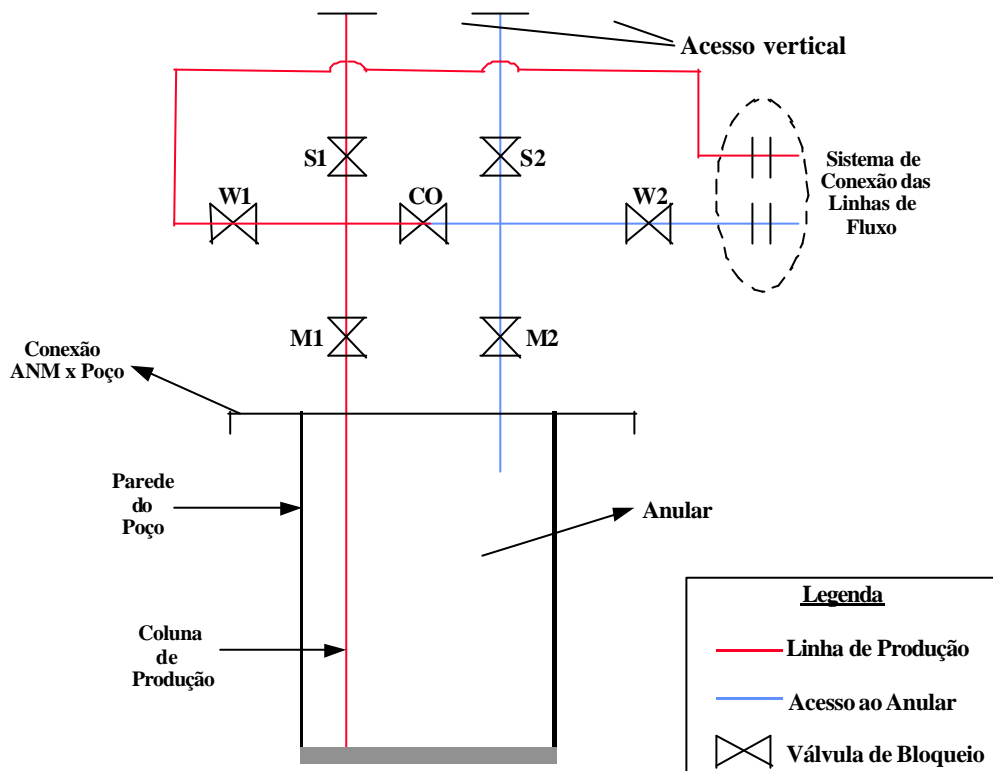 Acesso vertical
S1
S2
Sistema de
Conexão das
Linhas de
Fluxo
W1
CO
W2
M1
M2
Conexão
ANM x Poço
Parede
do
Poço
Anular
Coluna
de
Produção
Legenda
Linha de Produção
Acesso ao Anular
Válvula de Bloqueio